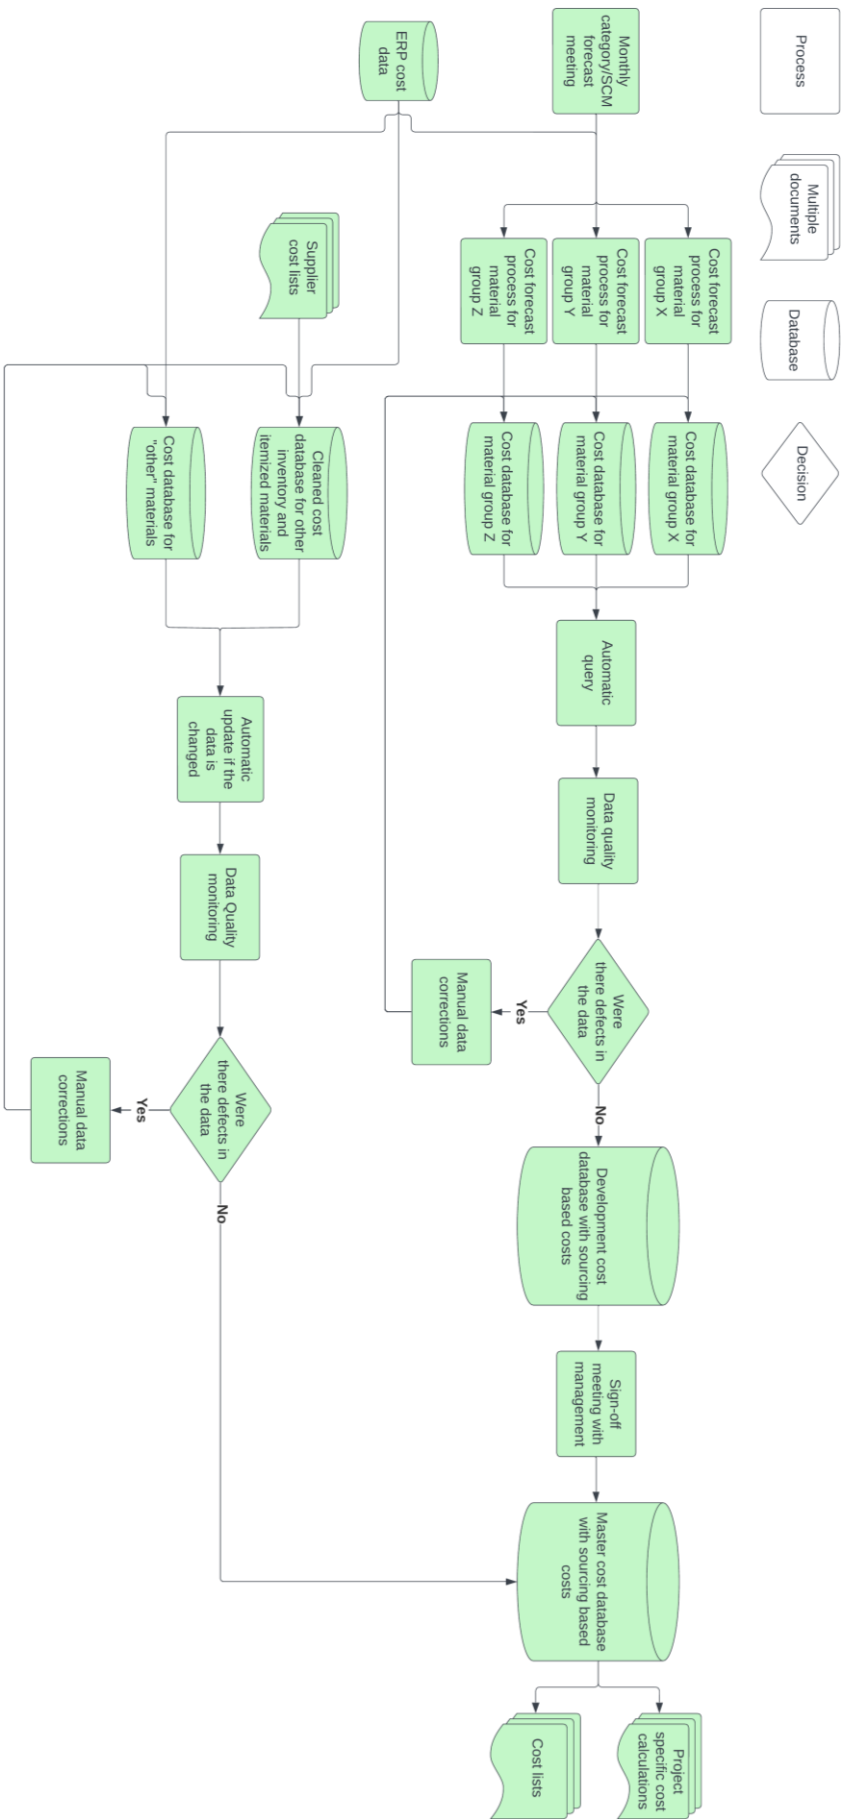 Process
Multiple
documents
Database
Decision
Monthly
category/SCM
forecast
meeting
Cost forecast
process for
material
group X
Cost database for
material group X
Cost forecast
process for
material
group Y
Cost database for
material group Y
Cost forecast
process for
material
group Z
Cost database for
material group Z
Automatic
query
Data quality
monitoring
Were
there defects in
the data
No
Development cost
database with sourcing
based costs
Sign-off
meeting with
management
Master cost database
with sourcing based
costs
Project
specific cost
calculations
Cost lists
Yes
Manual data
corrections
ERP cost
data
Supplier
cost lists
Cleaned cost
database for other
inventory and
itemized materials
Cost database for
"other" materials
Automatic
update if the
data is
changed
Data Quality
monitoring
Were
there defects in
the data
No
Yes
Manual data
corrections